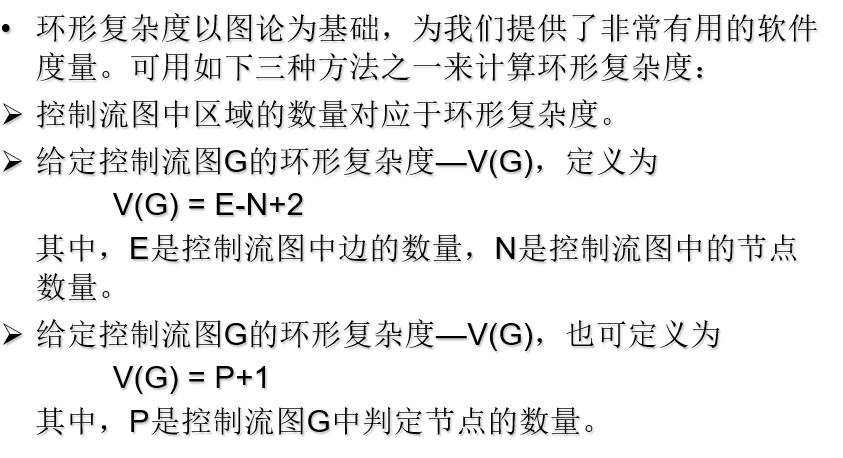 • 环形复杂度以图论为基础，为我们提供了非常有用的软件
度量。可用如下三种方法之一来计算环形复杂度：
➢ 控制流图中区域的数量对应于环形复杂度。
➢ 给定控制流图G的环形复杂度—V(G)，定义为
V(G) = E-N+2
其中，E是控制流图中边的数量，N是控制流图中的节点
数量。
➢ 给定控制流图G的环形复杂度—V(G)，也可定义为
V(G) = P+1
其中，P是控制流图G中判定节点的数量。